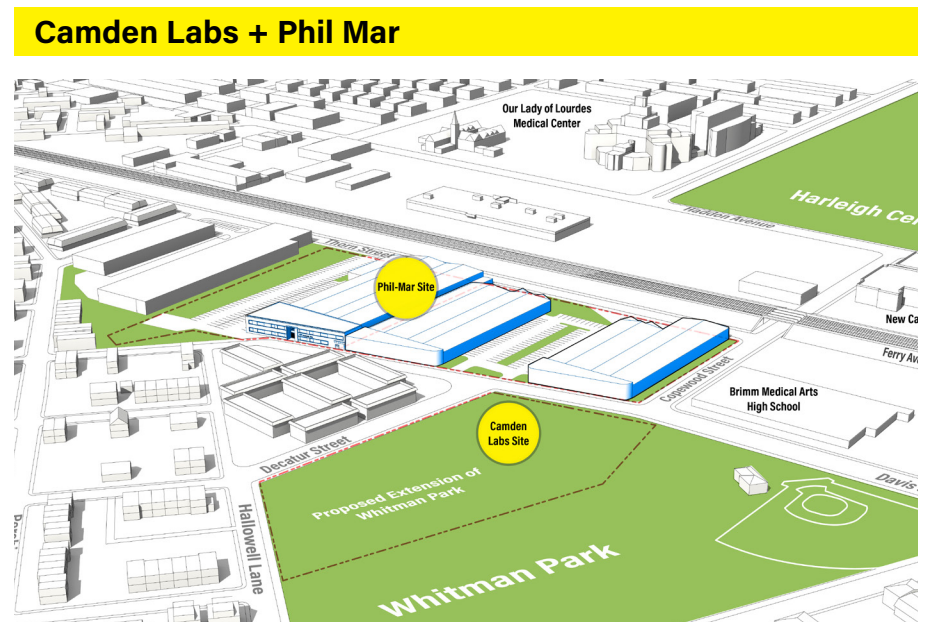 Camden Labs + Phil Mar
Our Lady of Lourdes
Medical Center
Harleigh Ce
Haddon Avenue
Thorn Street
Phil-Mar Site
New Ca
Ferry Av
Copewood Street
Brimm Medical Arts
High School
Camden
Labs Site
Decatur Street
Davis
Proposed Extension of
Whitman Park
Hallowell Lane
Whitman Park